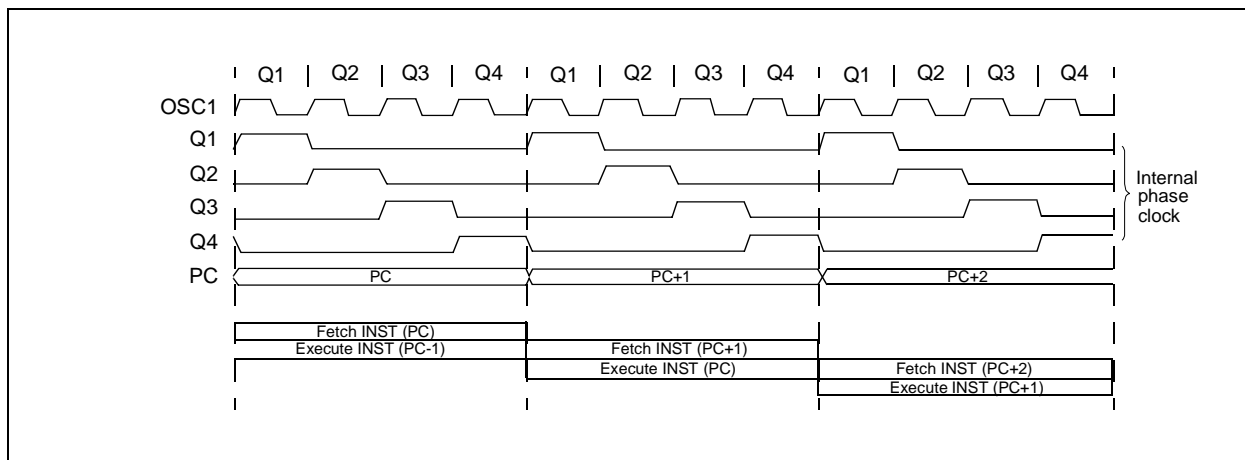 Q1 Q2 Q3 Q4 Q1 Q2 Q3 Q4 Q1 Q2 Q3 Q4
OSC1
Q1
Q2
Q3
Q4
Internal
phase
clock
PC PC PC+1 PC+2
Fetch INST (PC)
Execute INST (PC-1) Fetch INST (PC+1)
Execute INST (PC) Fetch INST (PC+2)
Execute INST (PC+1)